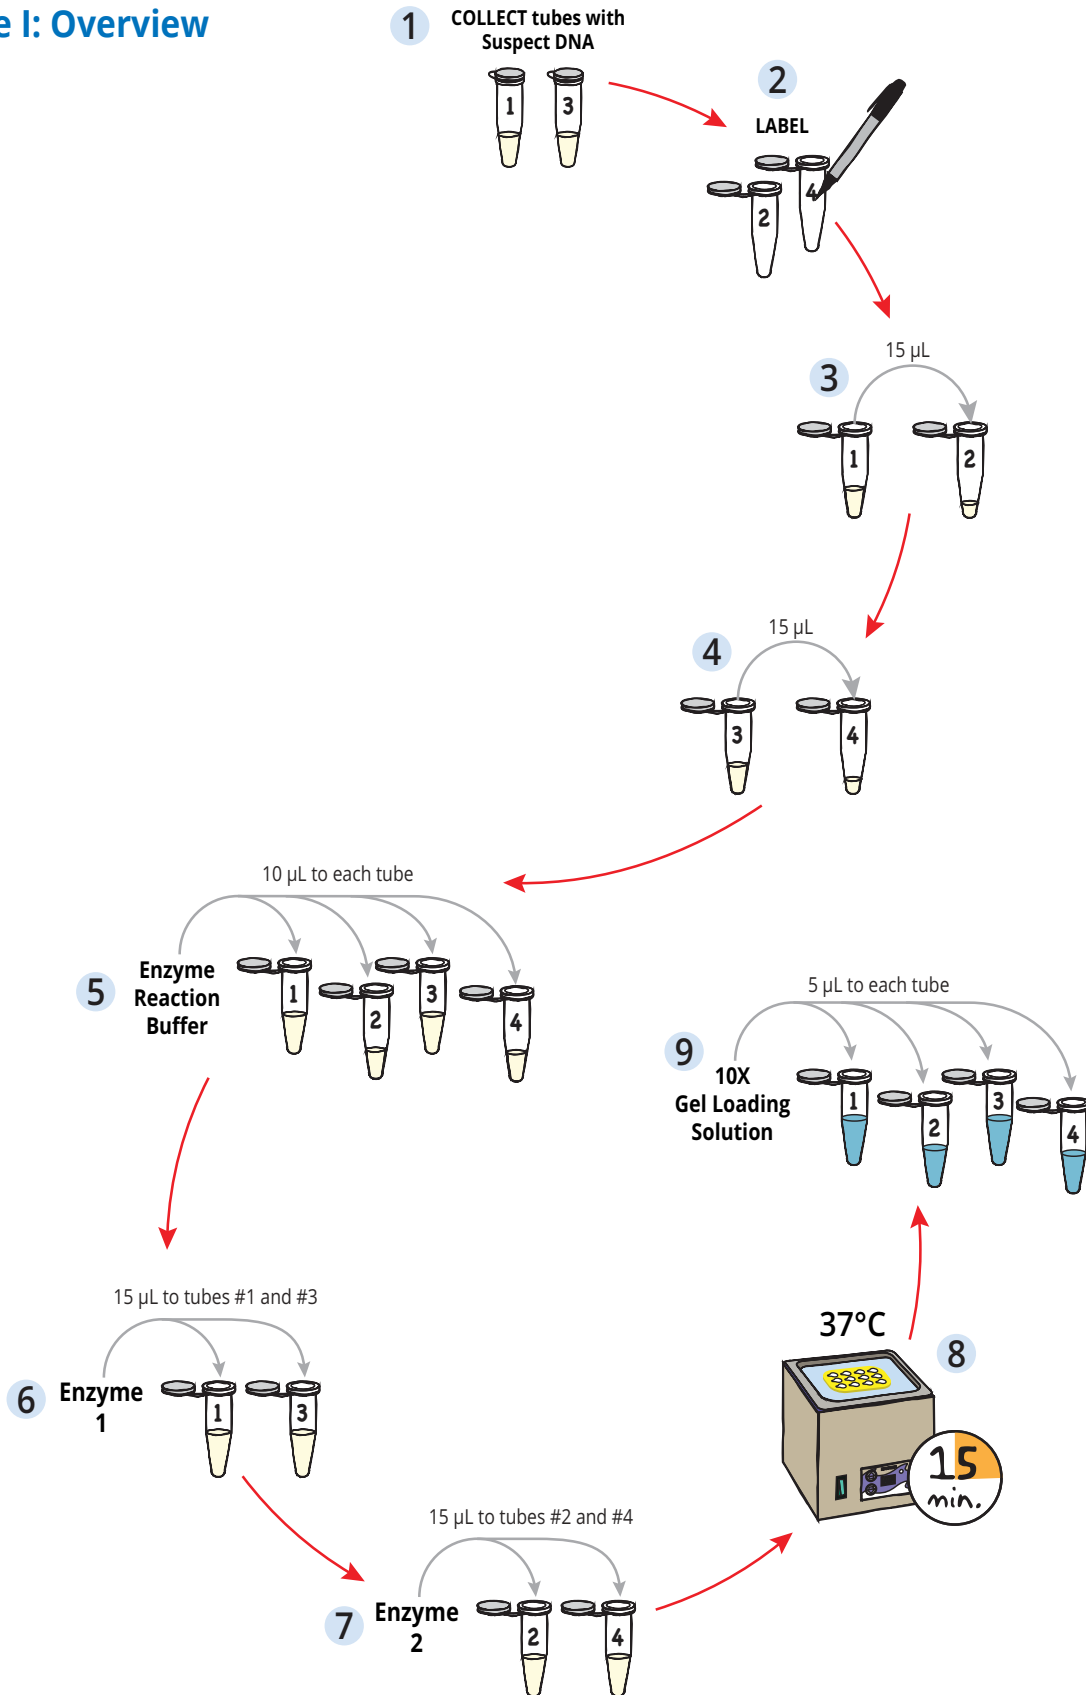 e I: Overview
1
COLLECT tubes with
Suspect DNA
1 3
2
LABEL
4
2
15 µL
3
1 2
15 µL
4
3 4
10 µL to each tube
5
Enzyme
Reaction
Buffer
1 3
2 4
15 µL to tubes #1 and #3
6
Enzyme
1
1 3
15 µL to tubes #2 and #4
7
Enzyme
2
2 4
37°C
8
15
min.
5 µL to each tube
9
10X
Gel Loading
Solution
1 3
2 4